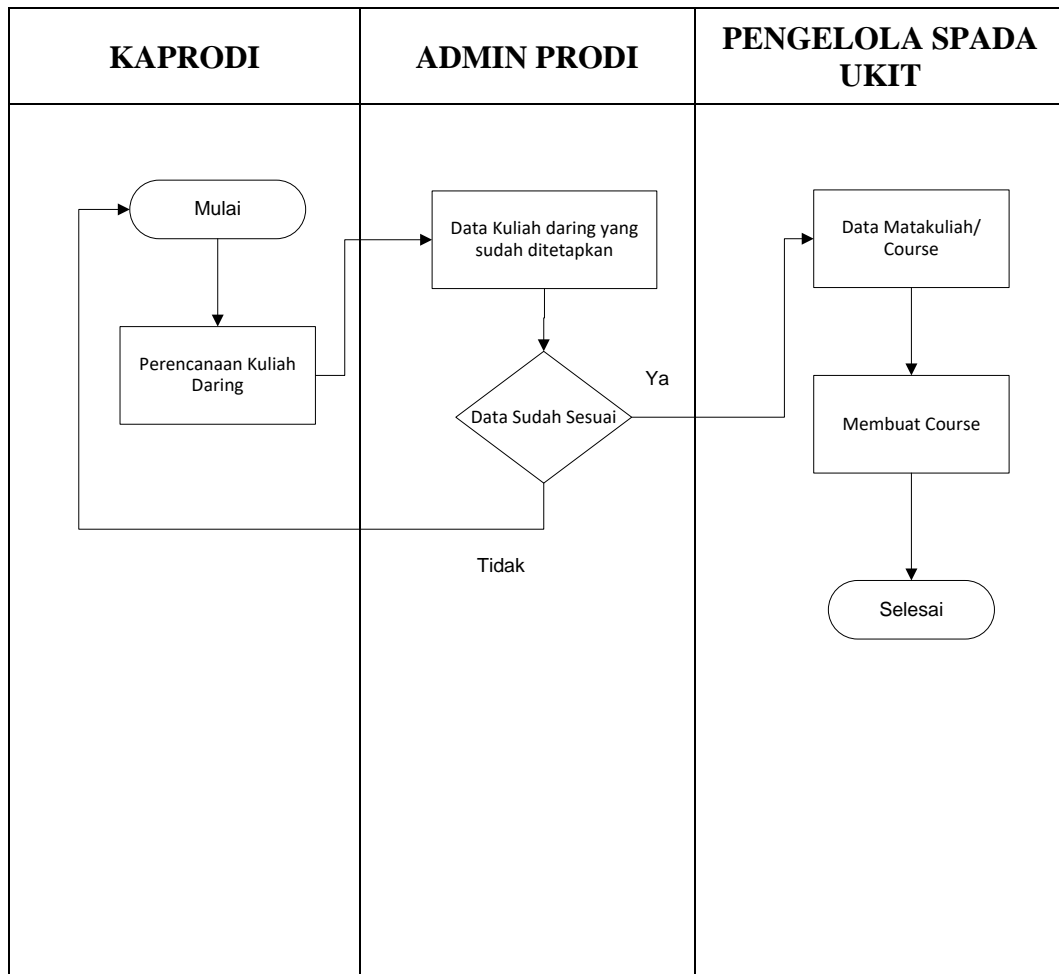 KAPRODI
ADMIN PRODI
PENGELOLA SPADA
UKIT
Mulai
Perencanaan Kuliah
Daring
Data Kuliah daring yang
sudah ditetapkan
Data Sudah Sesuai
Ya
Tidak
Data Matakuliah/
Course
Membuat Course
Selesai